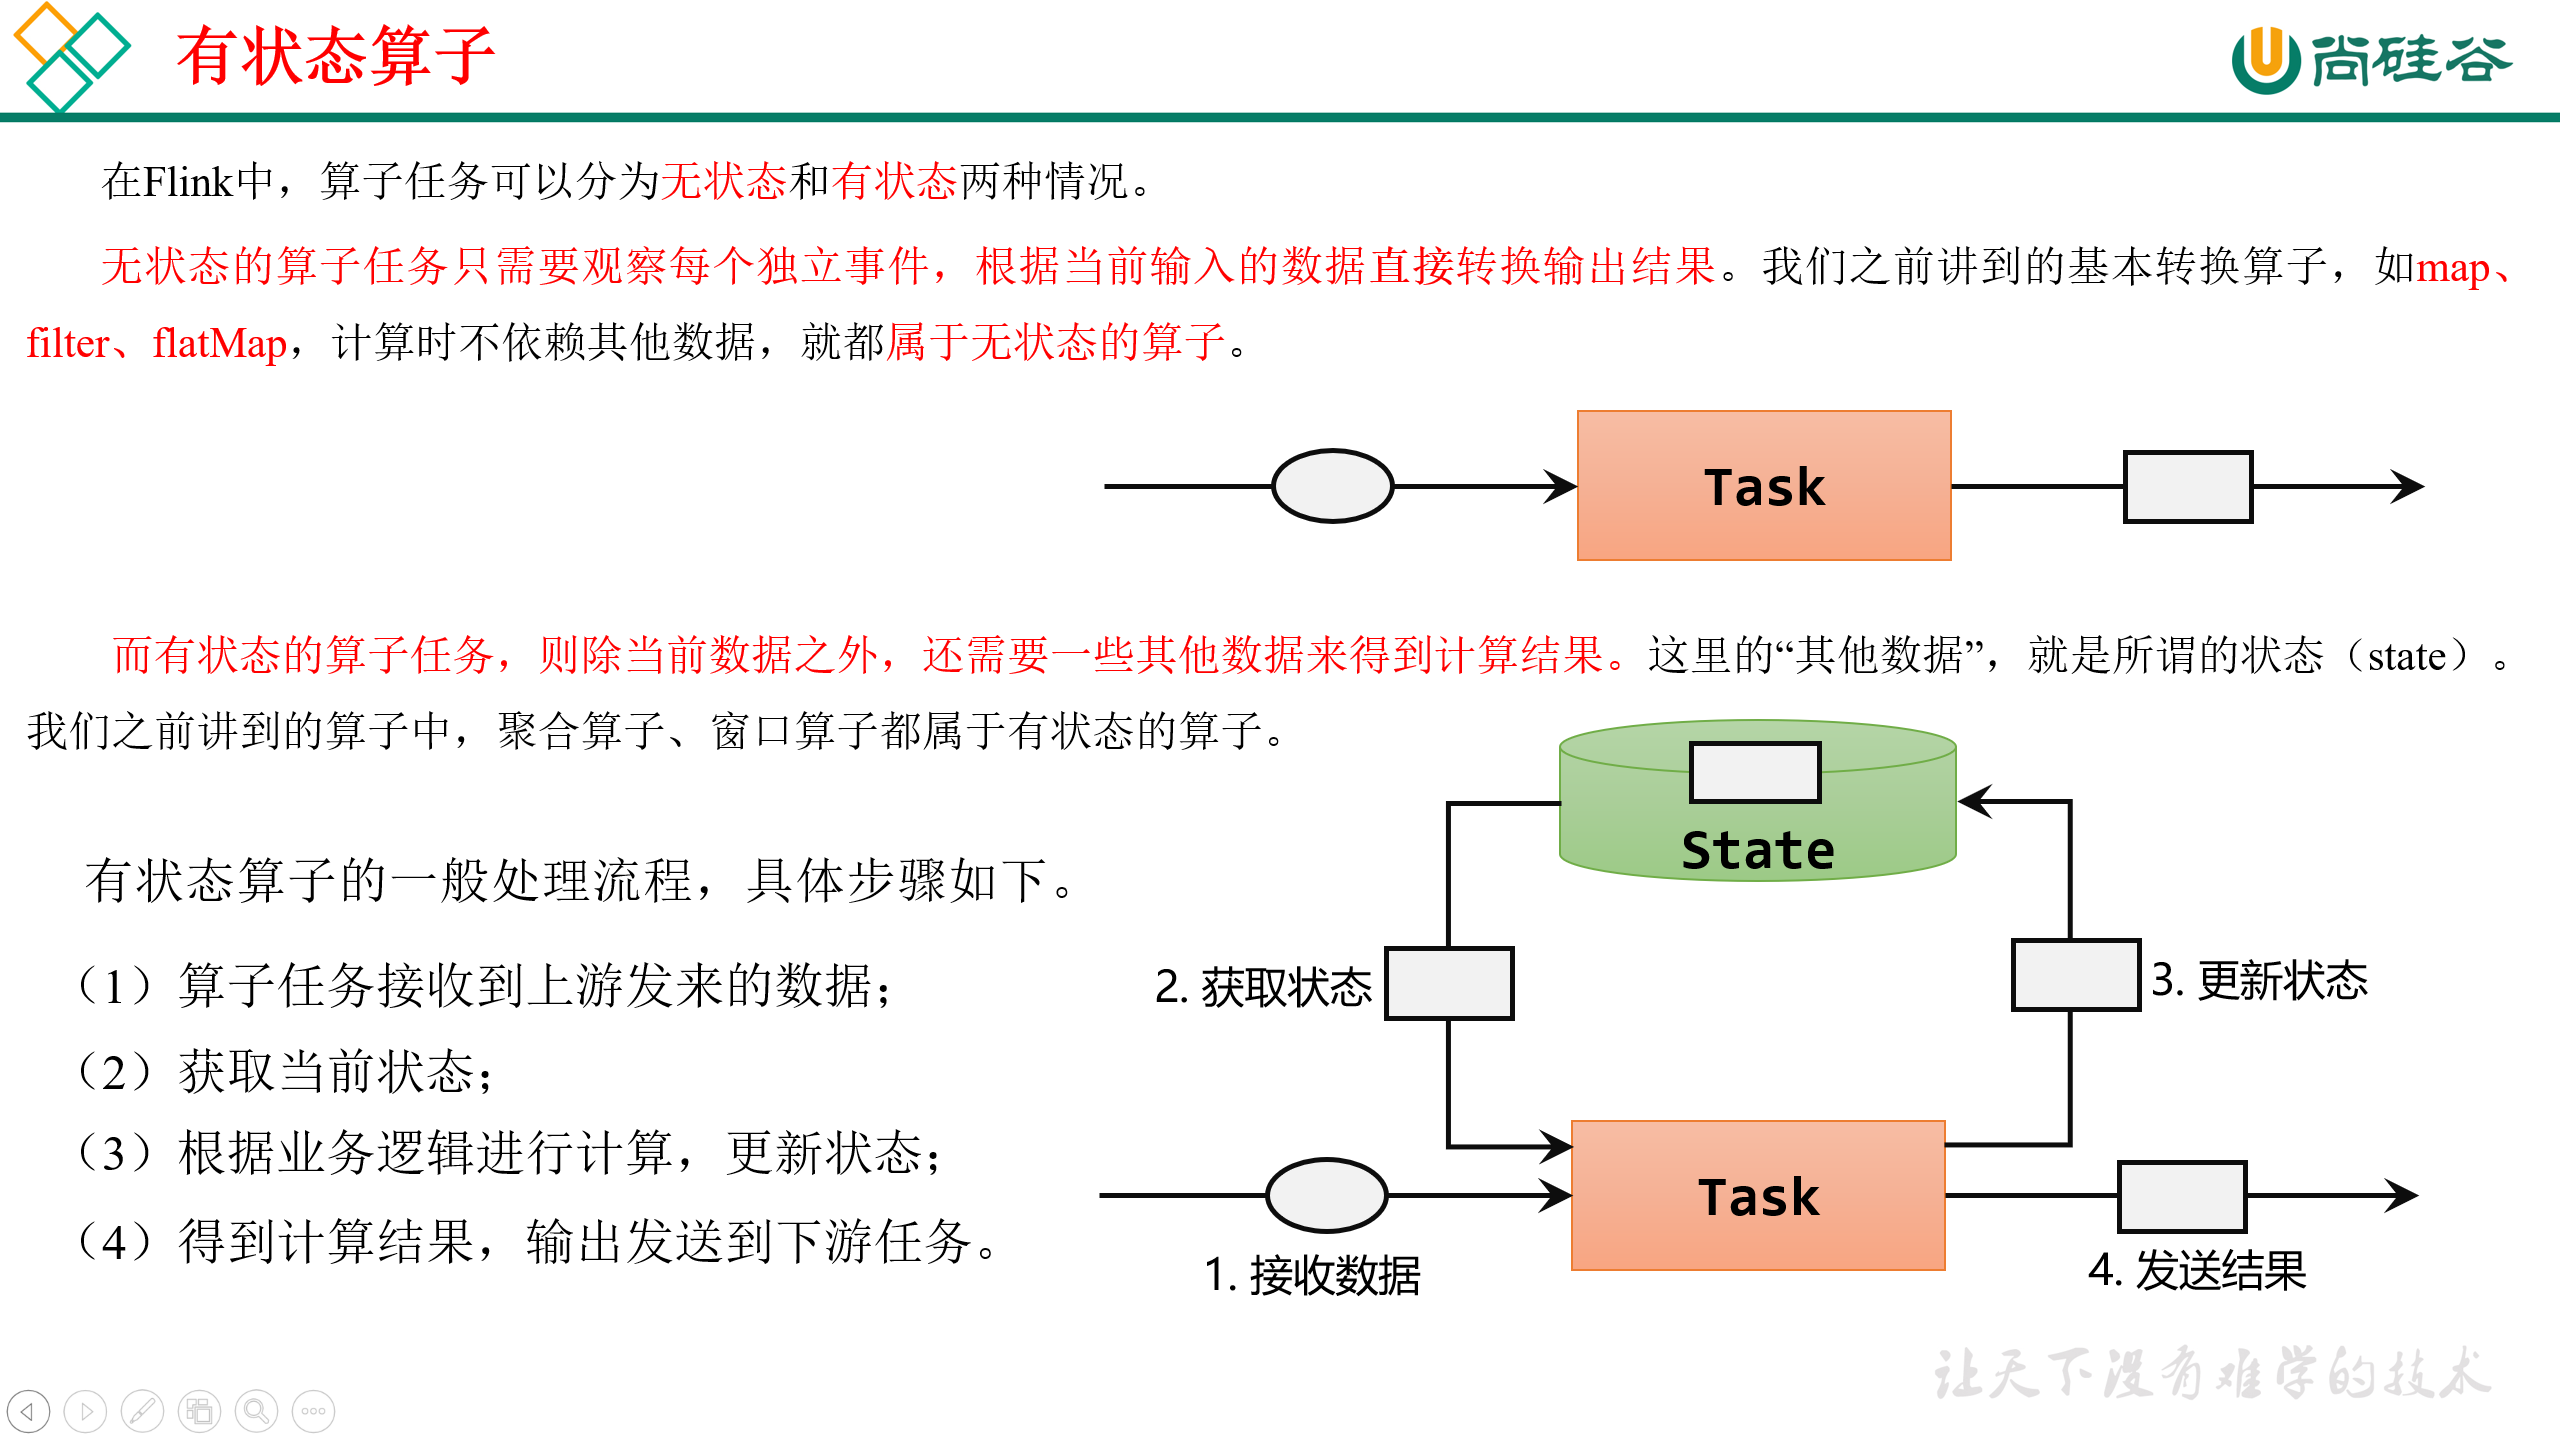 有状态算子
尚硅谷
在Flink中，算子任务可以分为无状态和有状态两种情况。
无状态的算子任务只需要观察每个独立事件，根据当前输入的数据直接转换输出结果。我们之前讲到的基本转换算子，如map、
filter、flatMap，计算时不依赖其他数据，就都属于无状态的算子。
Task
而有状态的算子任务，则除当前数据之外，还需要一些其他数据来得到计算结果。这里的“其他数据”，就是所谓的状态（state）。
我们之前讲到的算子中，聚合算子、窗口算子都属于有状态的算子。
State
有状态算子的一般处理流程，具体步骤如下。
（1）算子任务接收到上游发来的数据；
（2）获取当前状态；
（3）根据业务逻辑进行计算，更新状态；
（4）得到计算结果，输出发送到下游任务。
2. 获取状态
3. 更新状态
Task
1. 接收数据
4. 发送结果
让天下没有难学的技术